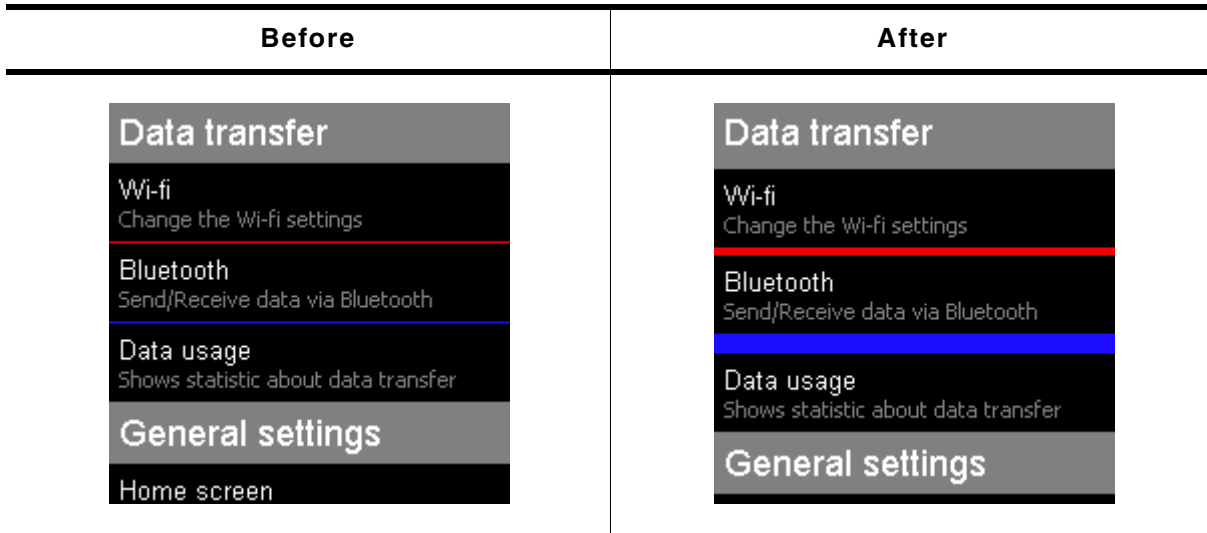 Before
After
Data transfer
Wi-fi
Change the Wi-fi settings
Bluetooth
Send/Receive data via Bluetooth
Data usage
Shows statistic about data transfer
General settings
Home screen
Data transfer
Wi-fi
Change the Wi-fi settings
Bluetooth
Send/Receive data via Bluetooth
Data usage
Shows statistic about data transfer
General settings